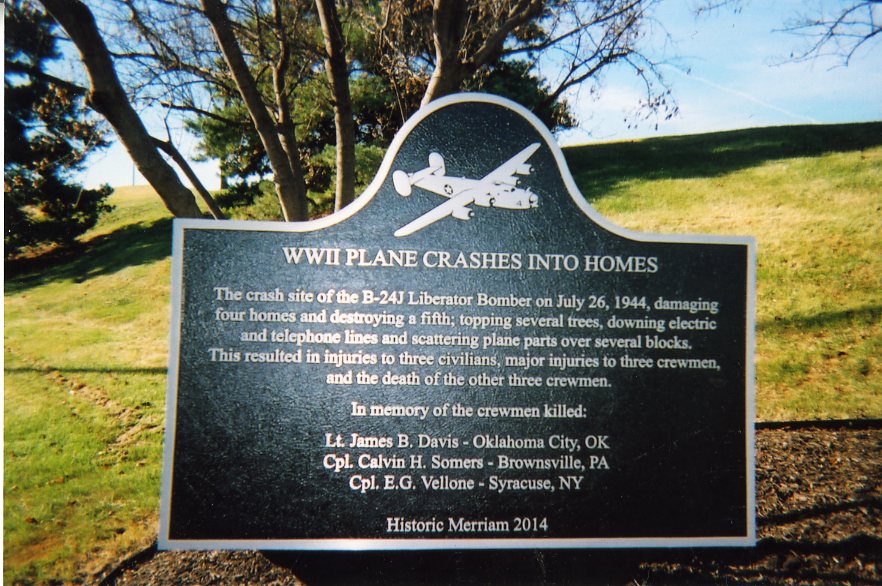 WWII PLANE CRASHES INTO HOMES
The crash site of the B-24J Liberator Bomber on July 26, 1944, damaging
four homes and destroying a fifth; topping several trees, downing electric
and telephone lines and scattering plane parts over several blocks.
This resulted in injuries to three civilians, major injuries to three crewmen,
and the death of the other three crewmen.
In memory of the crewmen killed:
Lt. James B. Davis - Oklahoma City, OK
Cpl. Calvin H. Somers - Brownsville, PA
Cpl. E.G. Vellone - Syracuse, NY
Historic Merriam 2014